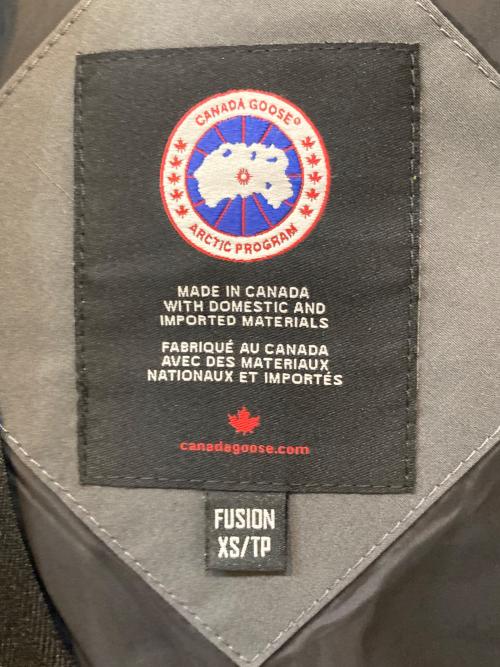 CANADA GOOSE®
ARCTIC PROGRAM
MADE IN CANADA
WITH DOMESTIC AND
IMPORTED MATERIALS
FABRIQUÉ AU CANADA
AVEC DES MATERIAUX
NATIONAUX ET IMPORTÉS
canadagoose.com
FUSION
XS/TP